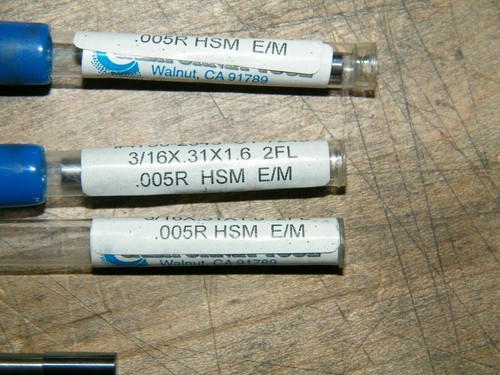 .005R HSM E/M
Walnut, CA 91789
3/16X.31X1.6 2FL
.005R HSM E/M
.005R HSM E/M
Walnut, CA 91789